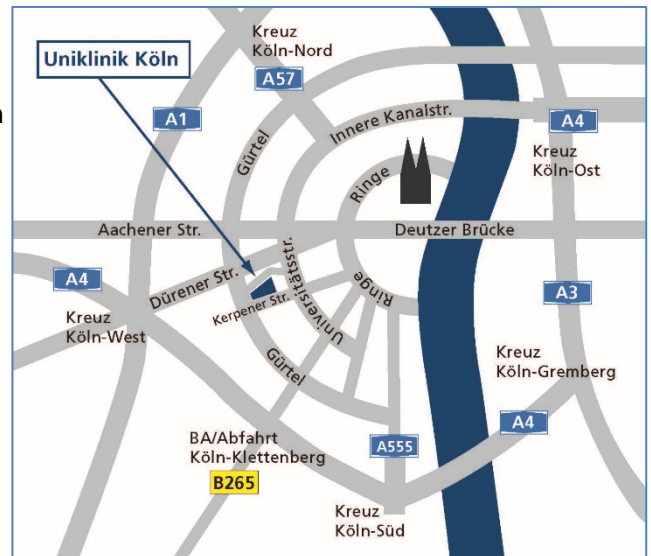 Kreuz
Köln-Nord
Uniklinik Köln
A57
n
A1
Innere Kanalstr.
A4
Gürtel
Kreuz
Köln-Ost
Ringe
Aachener Str.
Deutzer Brücke
A4
Dürener Str.
Universitätsstr.
Ringe
A3
Kerpener Str.
Kreuz
Köln-West
Kreuz
Köln-Gremberg
Gürtel
A4
BA/Abfahrt
Köln-Klettenberg
A555
B265
Kreuz
Köln-Süd